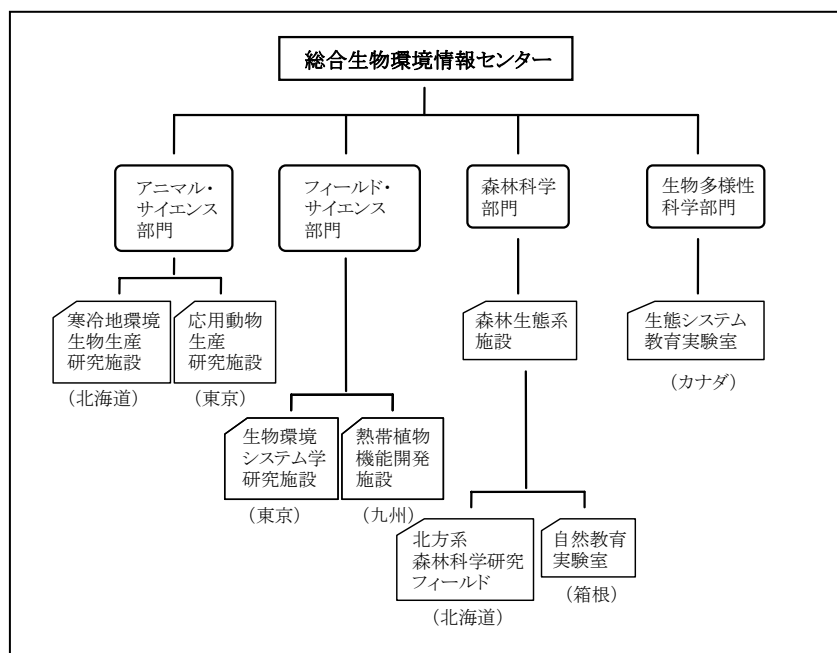 総合生物環境情報センター
アニマル・
サイエンス
部門
フィールド・
サイエンス
部門
森林科学
部門
生物多様性
科学部門
寒冷地環境
生物生産
研究施設
(北海道)
応用動物
生産
研究施設
(東京)
森林生態系
施設
生態システム
教育実験室
(カナダ)
生物環境
システム学
研究施設
(東京)
熱帯植物
機能開発
施設
(九州)
北方系
森林科学研究
フィールド
(北海道)
自然教育
実験室
(箱根)